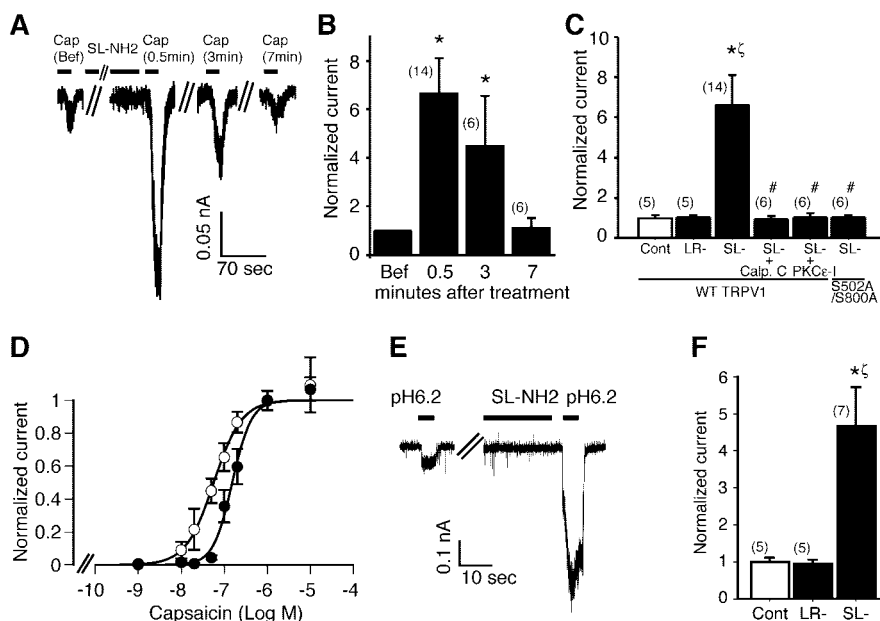 A
Cap
(Bef)
SL-NH2
Cap
(0.5min)
Cap
(3min)
Cap
(7min)
0.05 nA
70 sec
B
Normalized current
8
6
4
2
0
(14)
*
(6)
*
(6)
Bef 0.5 3 7
minutes after treatment
C
Normalized current
10
8
6
4
2
0
(5)
(5)
(14)
*ζ
(6)
#
(6)
#
(6)
#
Cont LR- SL- SL- SL- SL-
+ +
Calp. C PKCε-I
WT TRPV1
S502A
/S800A
D
Normalized current
1
0.8
0.6
0.4
0.2
0
-10 -9 -8 -7 -6 -5 -4
Capsaicin (Log M)
E
pH6.2
SL-NH2
pH6.2
0.1 nA
10 sec
F
Normalized current
6
5
4
3
2
1
0
(5)
(5)
(7)
*ζ
Cont LR- SL-